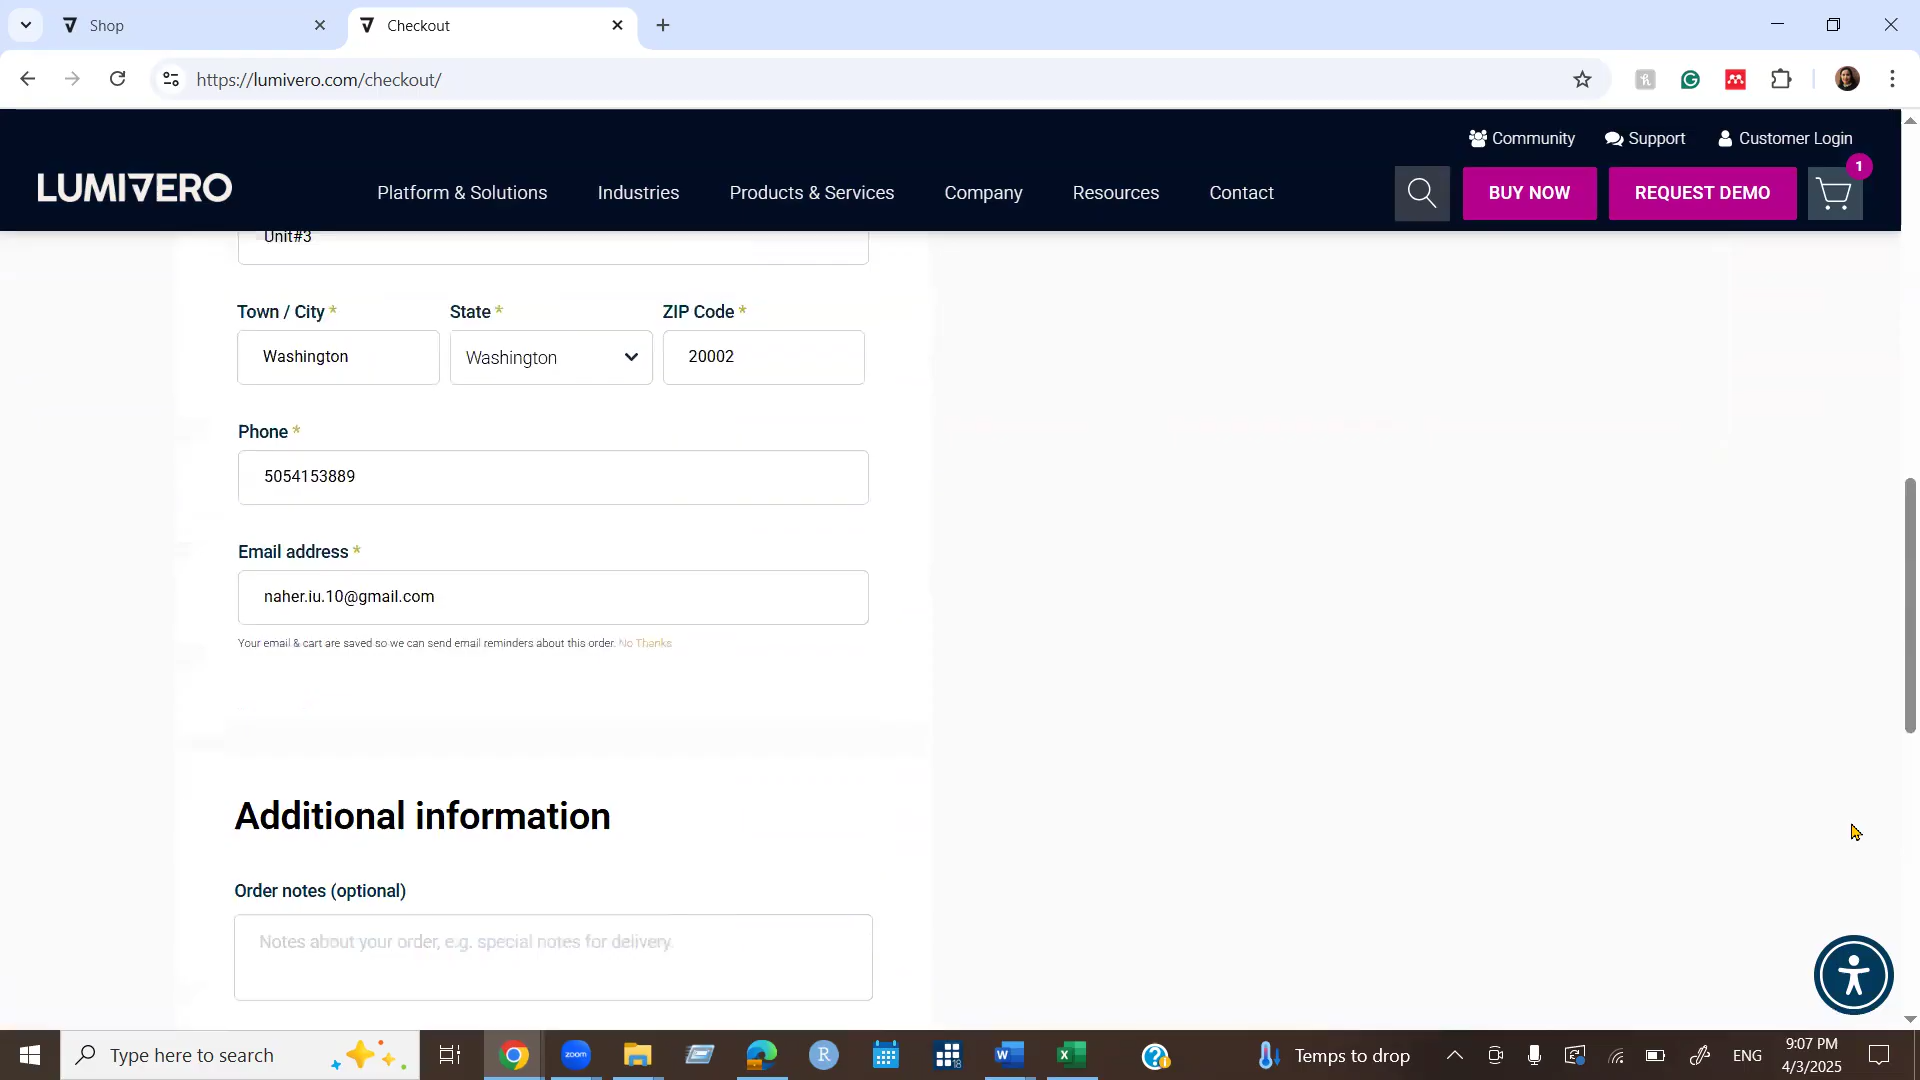 Shop
Checkout
https://lumivero.com/checkout/
Community
Support
Customer Login
LUMIVERO
Platform & Solutions
Industries
Products & Services
Company
Resources
Contact
BUY NOW
REQUEST DEMO
1
Unit#3
Town / City *
State *
ZIP Code *
Washington
Washington
20002
Phone *
5054153889
Email address *
naher.iu.10@gmail.com
Your email & cart are saved so we can send email reminders about this order. No Thanks
Additional information
Order notes (optional)
Notes about your order, e.g. special notes for delivery.
Type here to search
zoom
R
18
Temps to drop
ENG
9:07 PM
4/3/2025